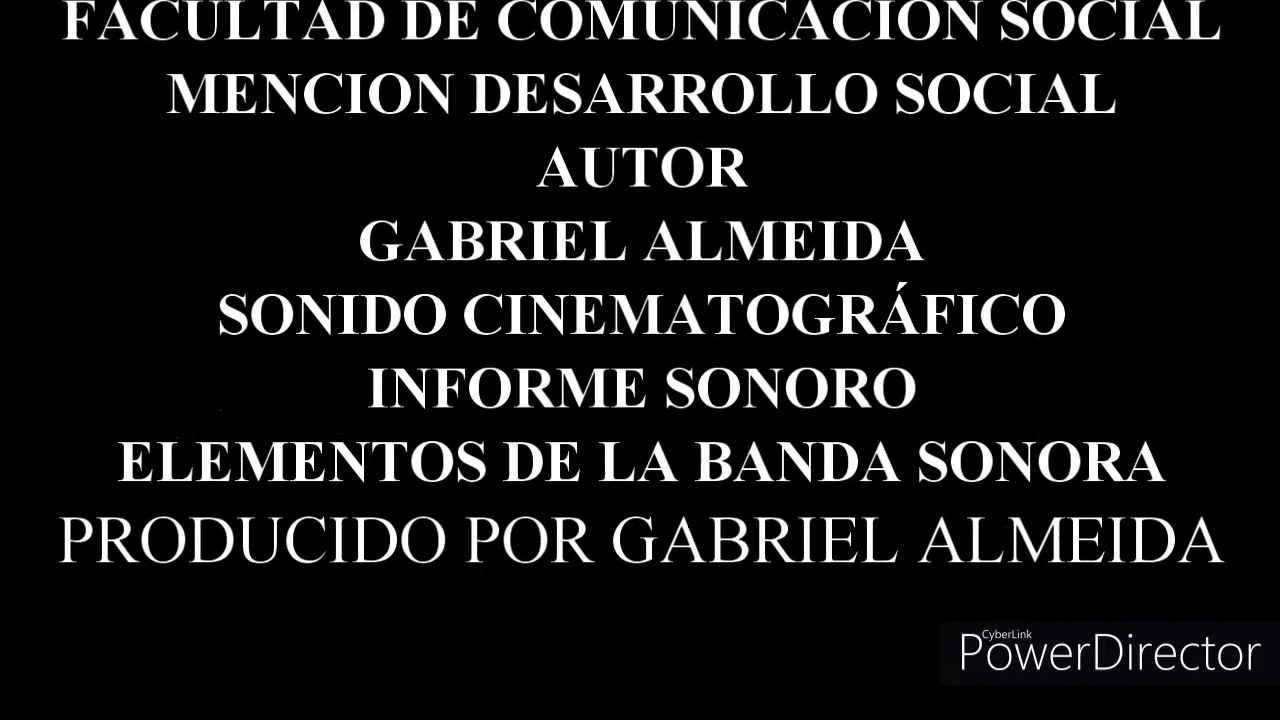 FACULTAD DE COMUNICACION SOCIAL
MENCION DESARROLLO SOCIAL
AUTOR
GABRIEL ALMEIDA
SONIDO CINEMATOGRÁFICO
INFORME SONORO
ELEMENTOS DE LA BANDA SONORA
PRODUCIDO POR GABRIEL ALMEIDA
CyberLink
PowerDirector